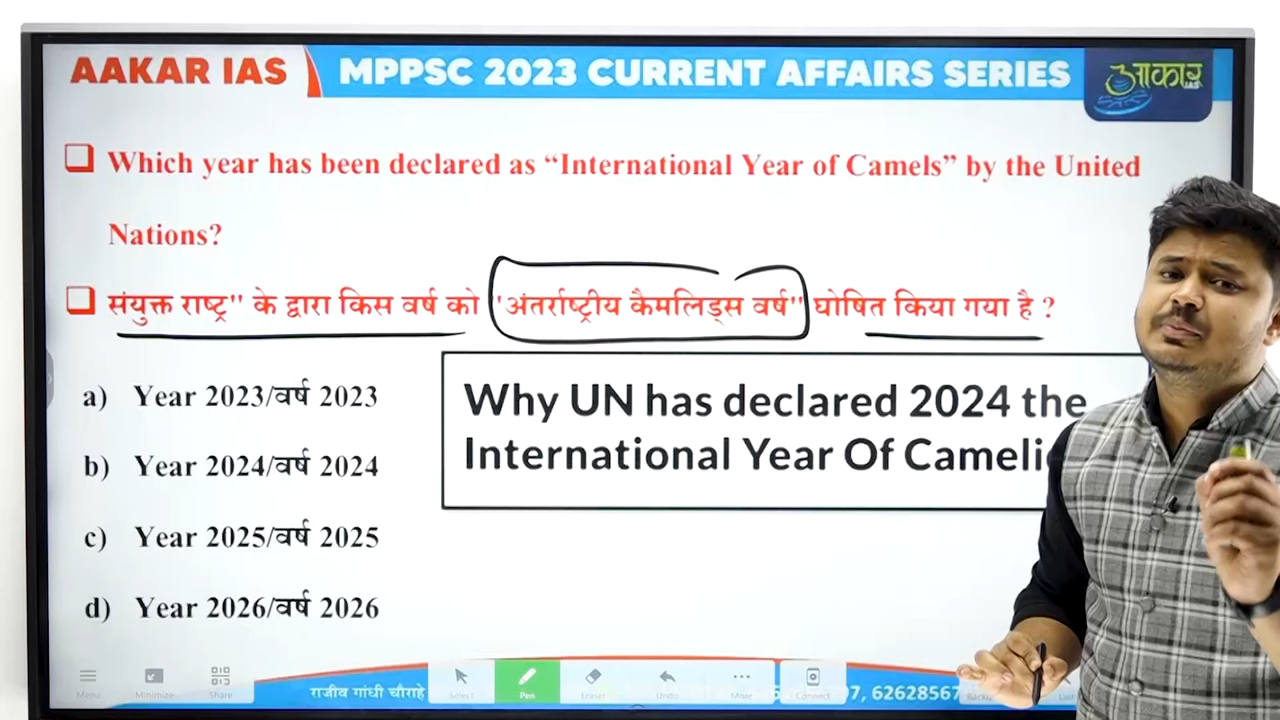 AAKAR IAS
MPPSC 2023 CURRENT AFFAIRS SERIES
आकार
IAS
Which year has been declared as “International Year of Camels” by the United
Nations?
संयुक्त राष्ट्र" के द्वारा किस वर्ष को "अंतर्राष्ट्रीय कैमलिड्स वर्ष" घोषित किया गया है ?
a) Year 2023/वर्ष 2023
b) Year 2024/वर्ष 2024
c) Year 2025/वर्ष 2025
d) Year 2026/वर्ष 2026
Why UN has declared 2024 the
International Year Of Cameli
Menu
Minimize
Share
Select
Pen
Eraser
Undo
More
Connect
राजीव गांधी चौराहे
62628567